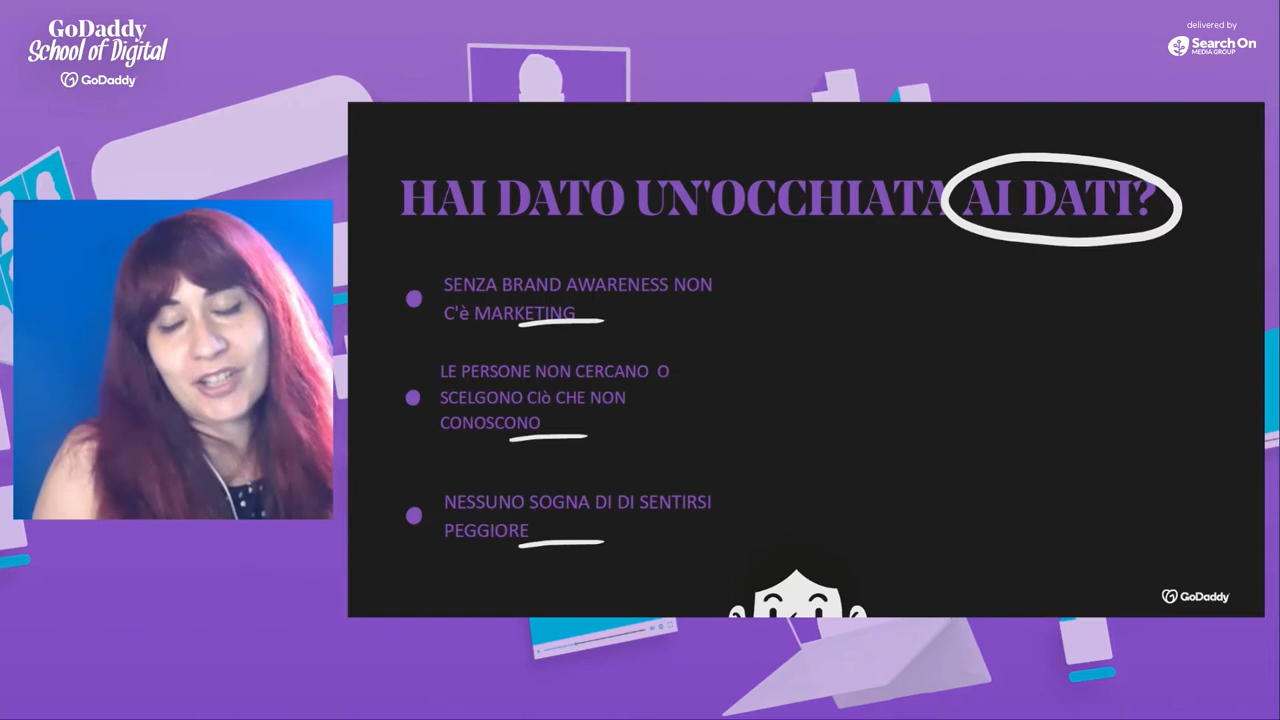 GoDaddy
School of Digital
GoDaddy
delivered by
Search On
MEDIA GROUP
HAI DATO UN'OCCHIATA AI DATI?
SENZA BRAND AWARENESS NON
C'è MARKETING
LE PERSONE NON CERCANO O
SCELGONO CIò CHE NON
CONOSCONO
NESSUNO SOGNA DI DI SENTIRSI
PEGGIORE
GoDaddy